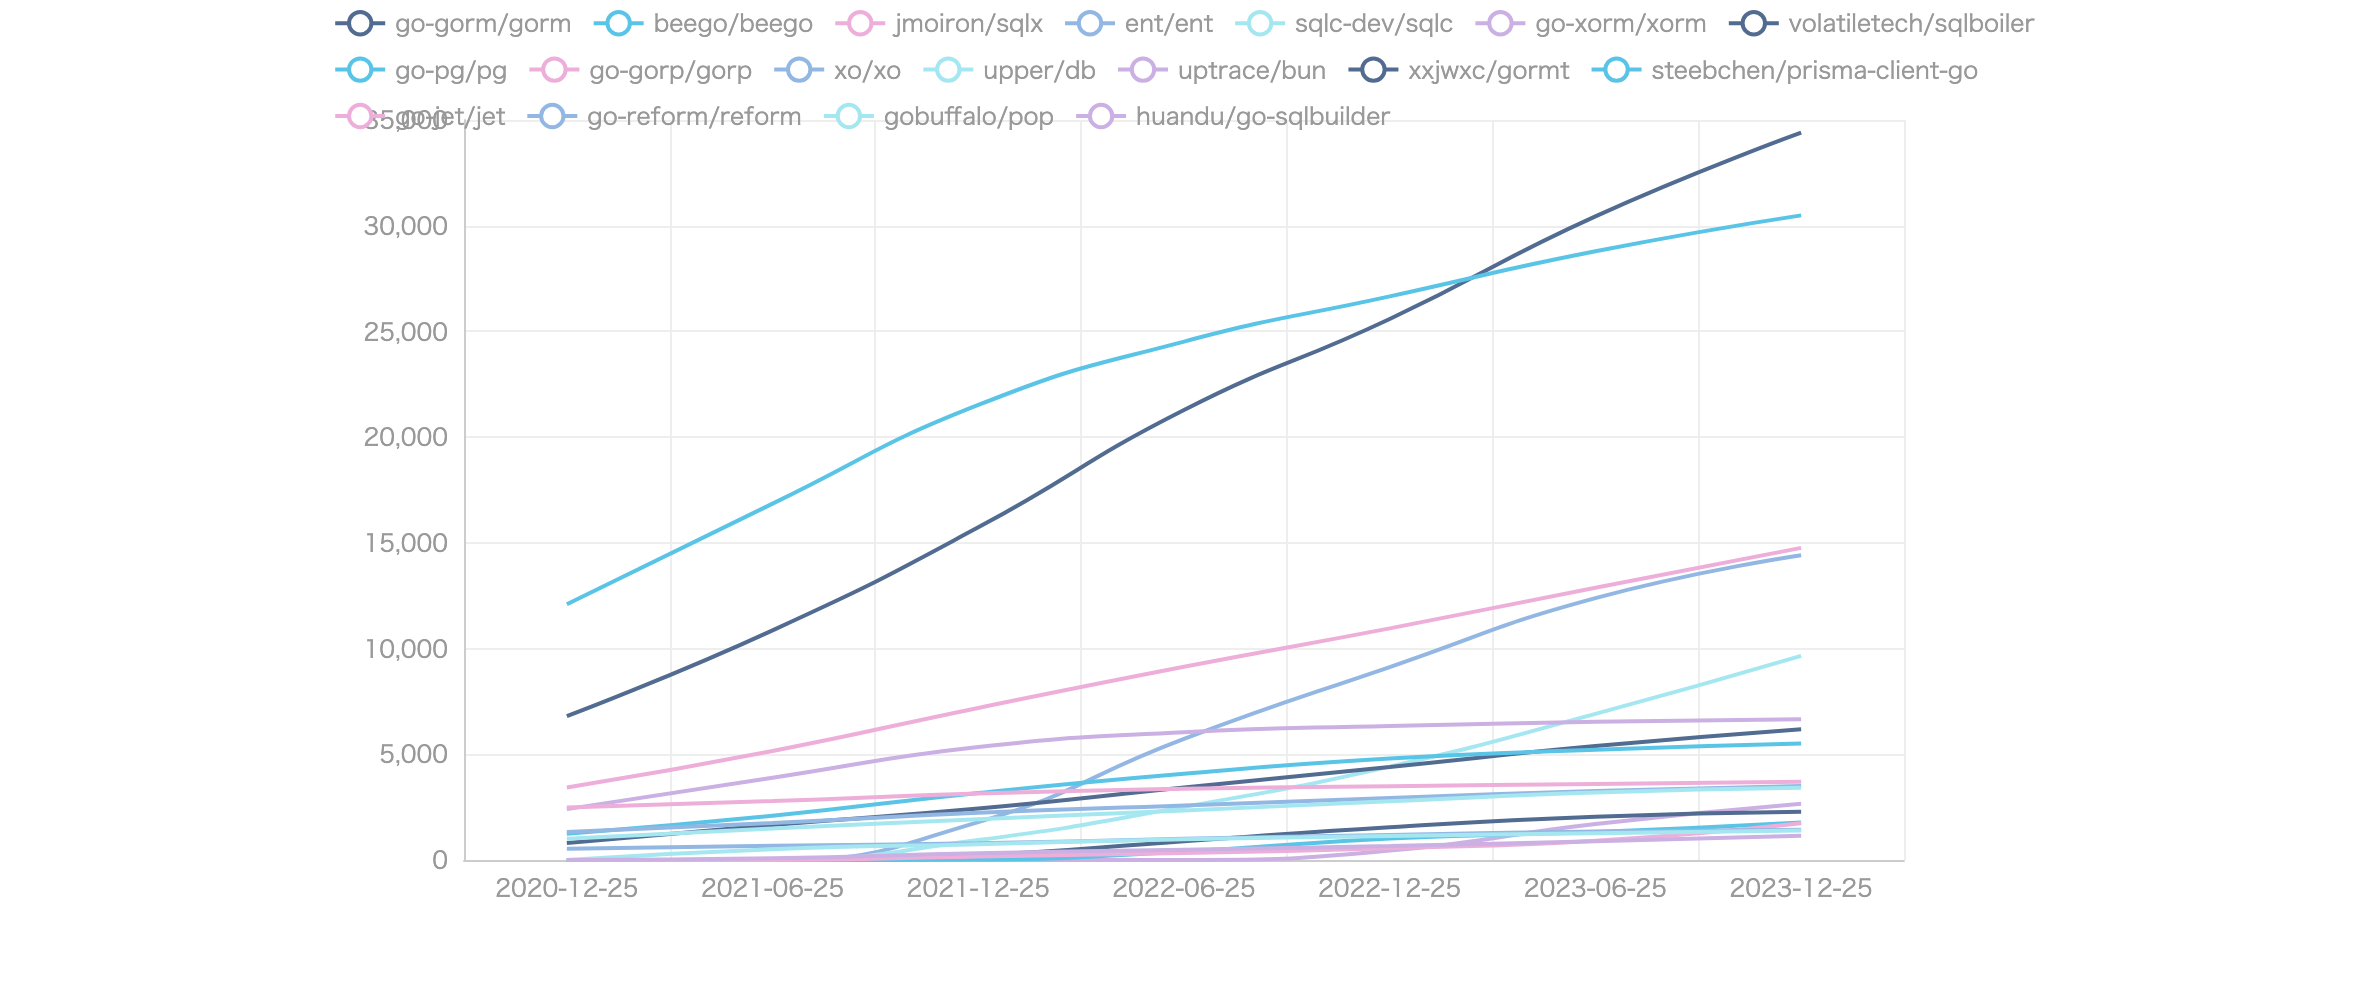 go-gorm/gorm beego/beego jmoiron/sqlx ent/ent sqlc-dev/sqlc go-xorm/xorm volatiletech/sqlboiler
go-pg/pg go-gorp/gorp xo/xo upper/db uptrace/bun xxjwxc/gormt steebchen/prisma-client-go
go-jet/jet go-reform/reform gobuffalo/pop huandu/go-sqlbuilder
35,000
30,000
25,000
20,000
15,000
10,000
5,000
0
2020-12-25 2021-06-25 2021-12-25 2022-06-25 2022-12-25 2023-06-25 2023-12-25